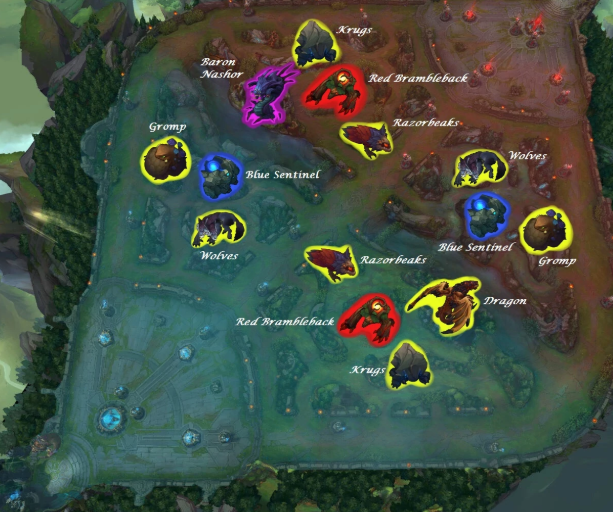 Krugs
Baron
Nashor
Red Brambleback
Razorbeaks
Gromp
Wolves
Blue Sentinel
Wolves
Blue Sentinel
Gromp
Razorbeaks
Dragon
Red Brambleback
Krugs